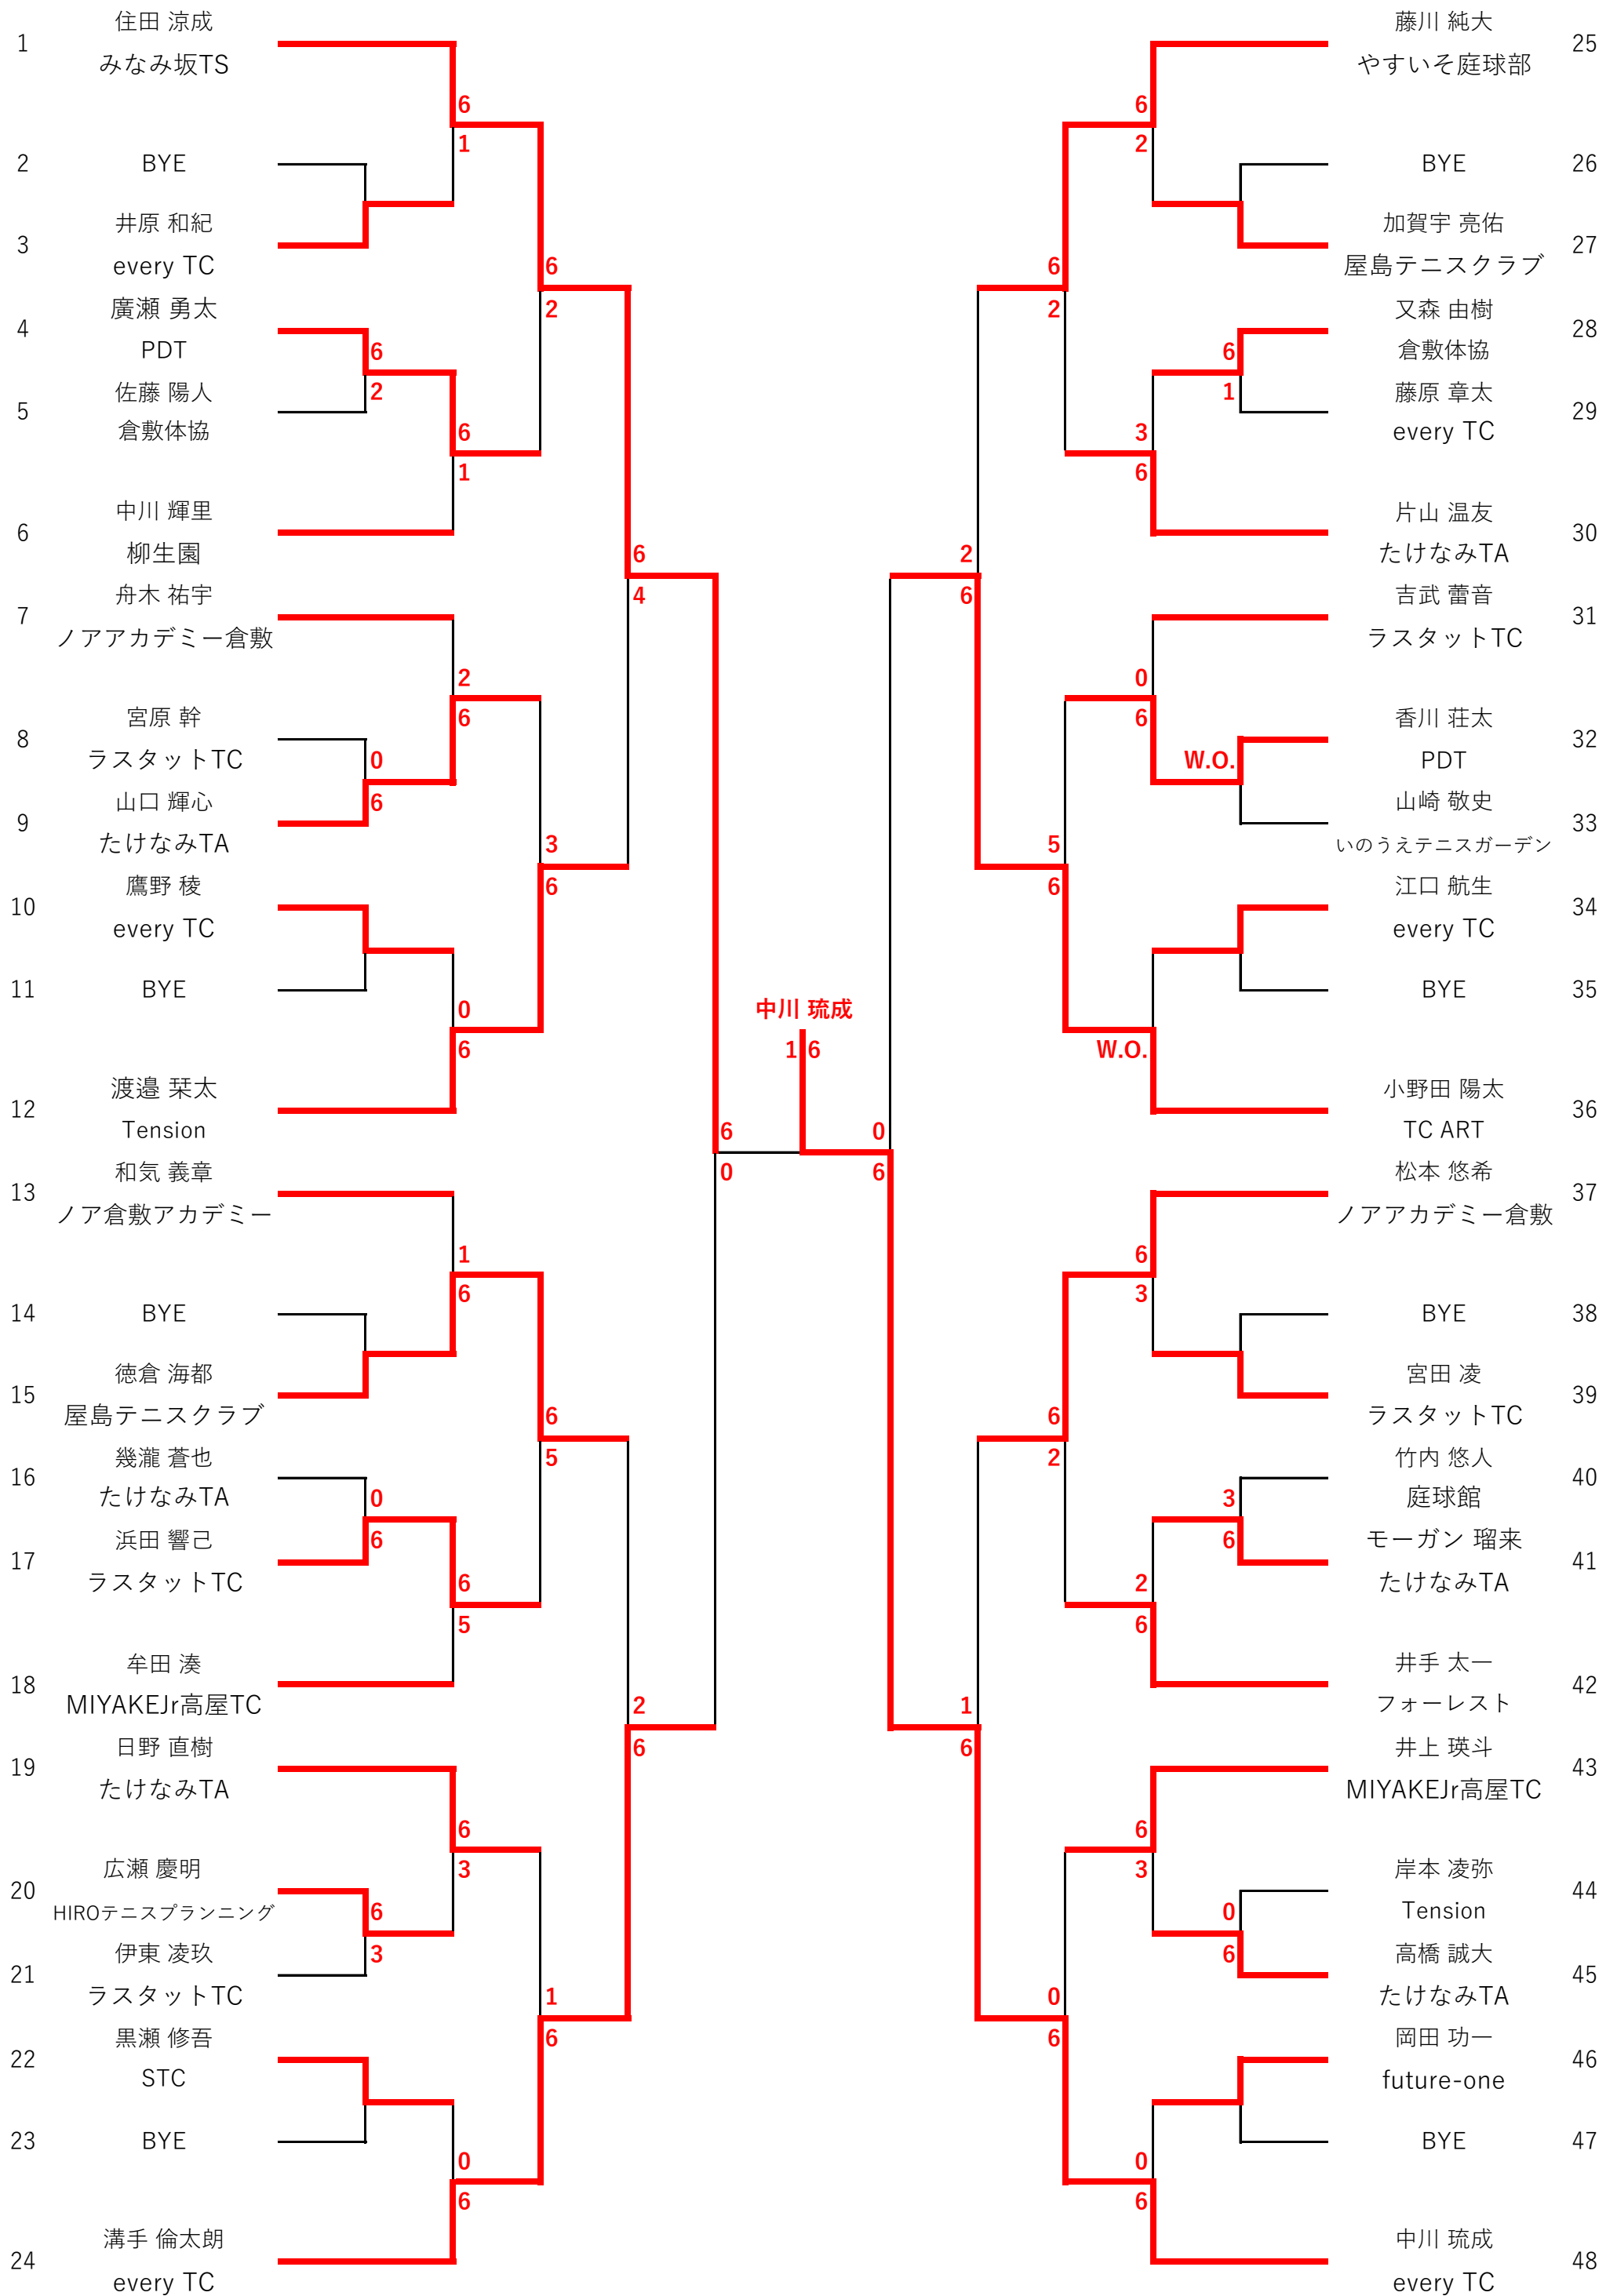 住田 涼成
1
みなみ坂TS
6
1
2
BYE
井原 和紀
3
every TC
6
2
廣瀬 勇太
4
PDT
6
2
佐藤 陽人
5
倉敷体協
6
1
中川 輝里
6
柳生園
6
4
舟木 祐宇
7
ノアアカデミー倉敷
2
6
宮原 幹
8
ラスタットTC
0
6
山口 輝心
9
たけなみTA
3
6
鷹野 稜
10
every TC
11
BYE
0
6
渡邉 栞太
12
Tension
6
0
和気 義章
13
ノア倉敷アカデミー
1
6
14
BYE
徳倉 海都
15
屋島テニスクラブ
6
5
幾瀧 蒼也
16
たけなみTA
0
6
浜田 響己
17
ラスタットTC
6
5
牟田 湊
18
MIYAKEJr高屋TC
2
6
日野 直樹
19
たけなみTA
6
3
広瀬 慶明
20
HIROテニスプランニング
6
3
伊東 凌玖
21
ラスタットTC
1
6
黒瀬 修吾
22
STC
23
BYE
0
6
溝手 倫太朗
24
every TC
中川 琉成
1 6
藤川 純大
25
やすいそ庭球部
6
2
BYE
26
加賀宇 亮佑
27
屋島テニスクラブ
6
2
又森 由樹
28
倉敷体協
6
1
藤原 章太
29
every TC
3
6
片山 温友
30
たけなみTA
2
6
吉武 蕾音
31
ラスタットTC
0
6
香川 荘太
32
PDT
W.O.
山崎 敬史
33
いのうえテニスガーデン
5
6
江口 航生
34
every TC
BYE
35
W.O.
小野田 陽太
36
TC ART
0
6
松本 悠希
37
ノアアカデミー倉敷
6
3
BYE
38
宮田 凌
39
ラスタットTC
6
2
竹内 悠人
40
庭球館
3
6
モーガン 瑠来
41
たけなみTA
2
6
井手 太一
42
フォーレスト
1
6
井上 瑛斗
43
MIYAKEJr高屋TC
6
3
岸本 凌弥
44
Tension
0
6
高橋 誠大
45
たけなみTA
0
6
岡田 功一
46
future-one
BYE
47
0
6
中川 琉成
48
every TC